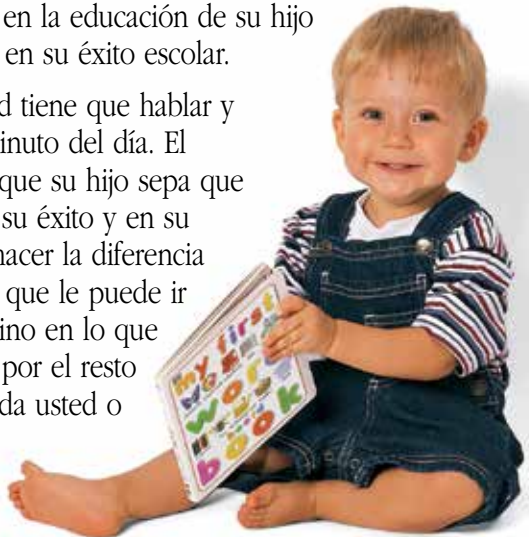 en la educación de su hijo
en su éxito escolar.
d tiene que hablar y
inuto del día. El
que su hijo sepa que
su éxito y en su
hacer la diferencia
que le puede ir
ino en lo que
por el resto
da usted o
my first
word
book